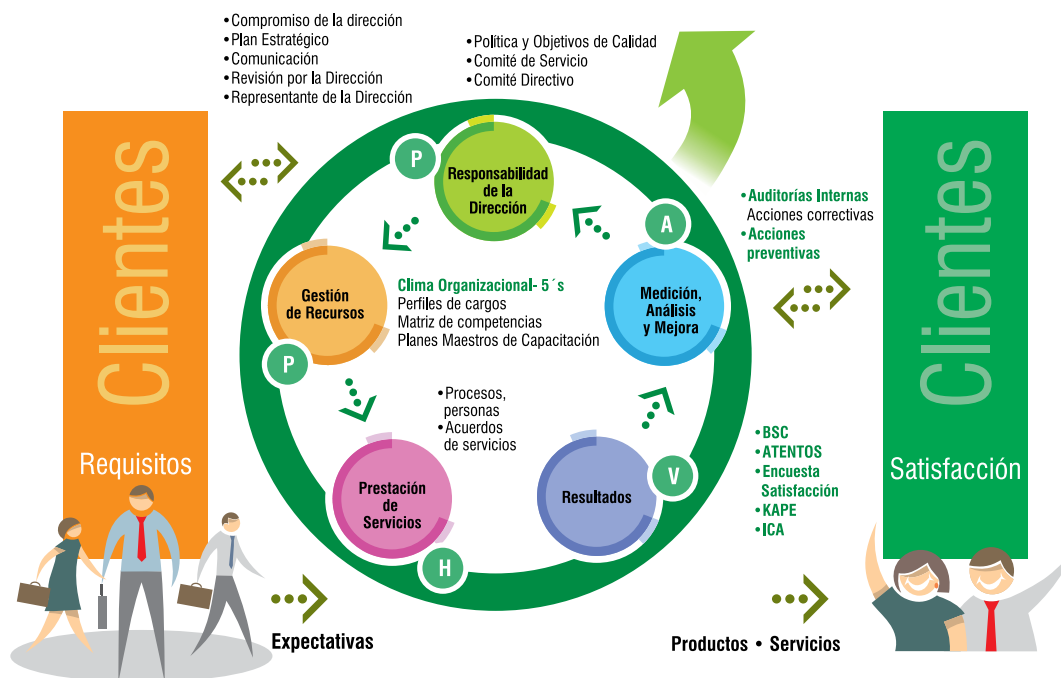 •Compromiso de la dirección
•Plan Estratégico
•Comunicación
•Revisión por la Dirección
•Representante de la Dirección
•Política y Objetivos de Calidad
•Comité de Servicio
•Comité Directivo
Clientes
Requisitos
P
Responsabilidad
de la
Dirección
A
•Auditorías Internas
Acciones correctivas
•Acciones
preventivas
Clientes
Satisfacción
Gestión
de Recursos
P
Clima Organizacional- 5´s
Perfiles de cargos
Matriz de competencias
Planes Maestros de Capacitación
Medición,
Análisis
y Mejora
•Procesos,
personas
•Acuerdos
de servicios
Prestación
de
Servicios
H
Resultados
V
•BSC
•ATENTOS
•Encuesta
Satisfacción
•KAPE
•ICA
Expectativas
Productos • Servicios